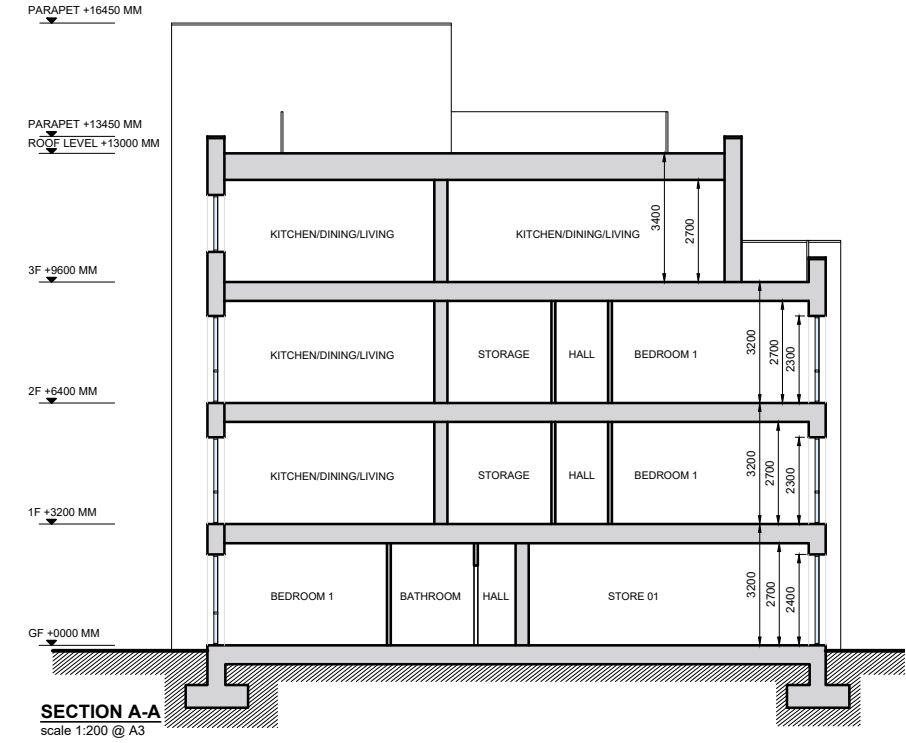 PARAPET +16450 MM
PARAPET +13450 MM
ROOF LEVEL +13000 MM
KITCHEN/DINING/LIVING
KITCHEN/DINING/LIVING
3400
2700
3F +9600 MM
KITCHEN/DINING/LIVING
STORAGE
HALL
BEDROOM 1
3200
2700
2300
2F +6400 MM
KITCHEN/DINING/LIVING
STORAGE
HALL
BEDROOM 1
3200
2700
2300
1F +3200 MM
BEDROOM 1
BATHROOM
HALL
STORE 01
3200
2700
2400
GF +0000 MM
SECTION A-A
scale 1:200 @ A3